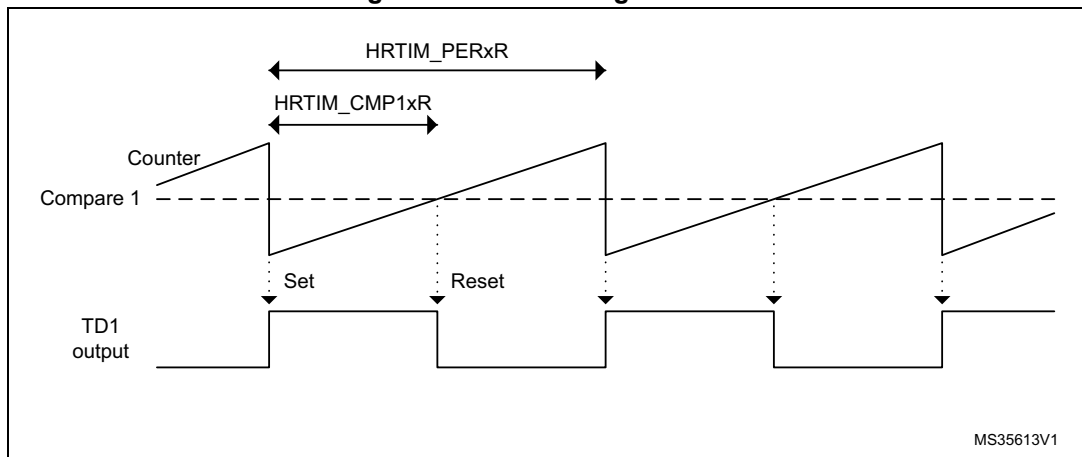 HRTIM_PERxR
HRTIM_CMP1xR
Counter
Compare 1
Set
Reset
TD1
output
MS35613V1